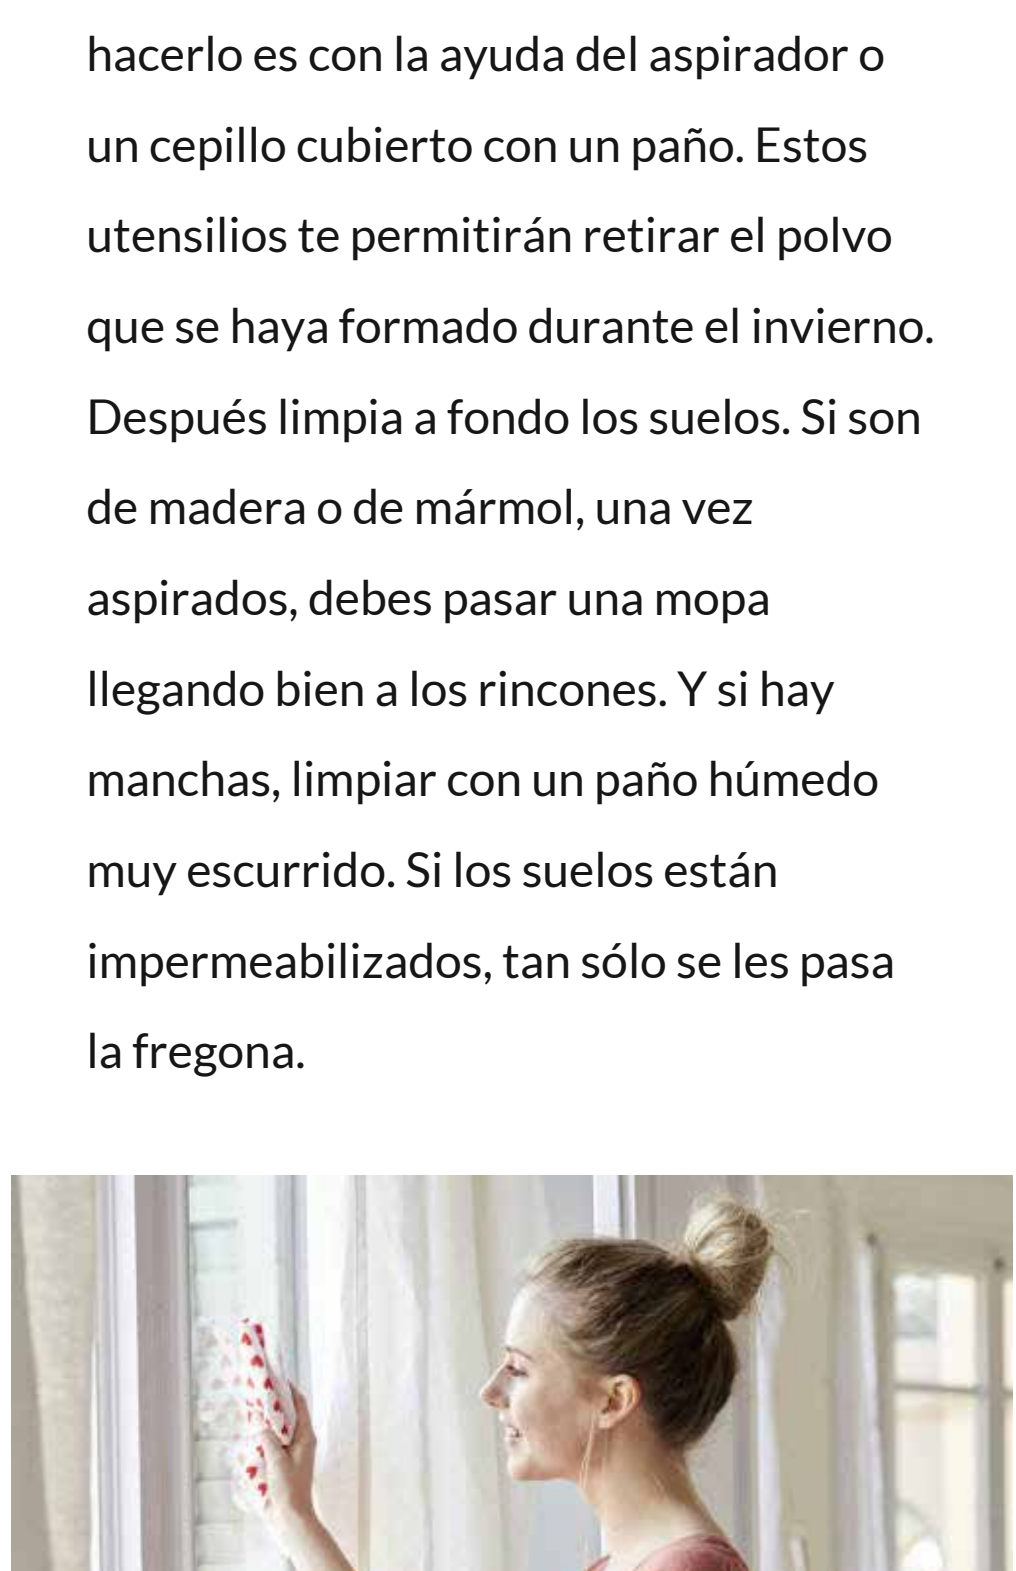 hacerlo es con la ayuda del aspirador o
un cepillo cubierto con un paño. Estos
utensilios te permitirán retirar el polvo
que se haya formado durante el invierno.
Después limpia a fondo los suelos. Si son
de madera o de mármol, una vez
aspirados, debes pasar una mopa
llegando bien a los rincones. Y si hay
manchas, limpiar con un paño húmedo
muy escurrido. Si los suelos están
impermeabilizados, tan sólo se les pasa
la fregona.